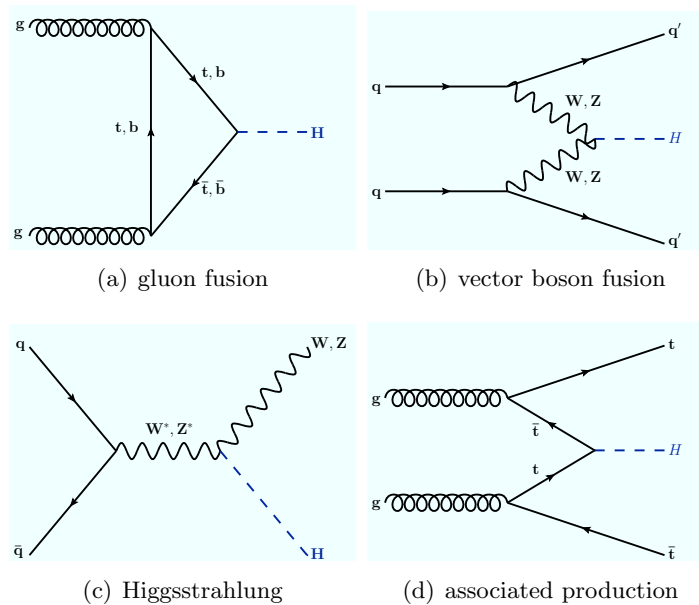 g
t, b
t, b
H
t̄, b̄
g
(a) gluon fusion
q′
q
W, Z
H
W, Z
q
q′
(b) vector boson fusion
q
W, Z
W*, Z*
q̄
H
(c) Higgsstrahlung
t
g
t̄
H
t
g
t̄
(d) associated production